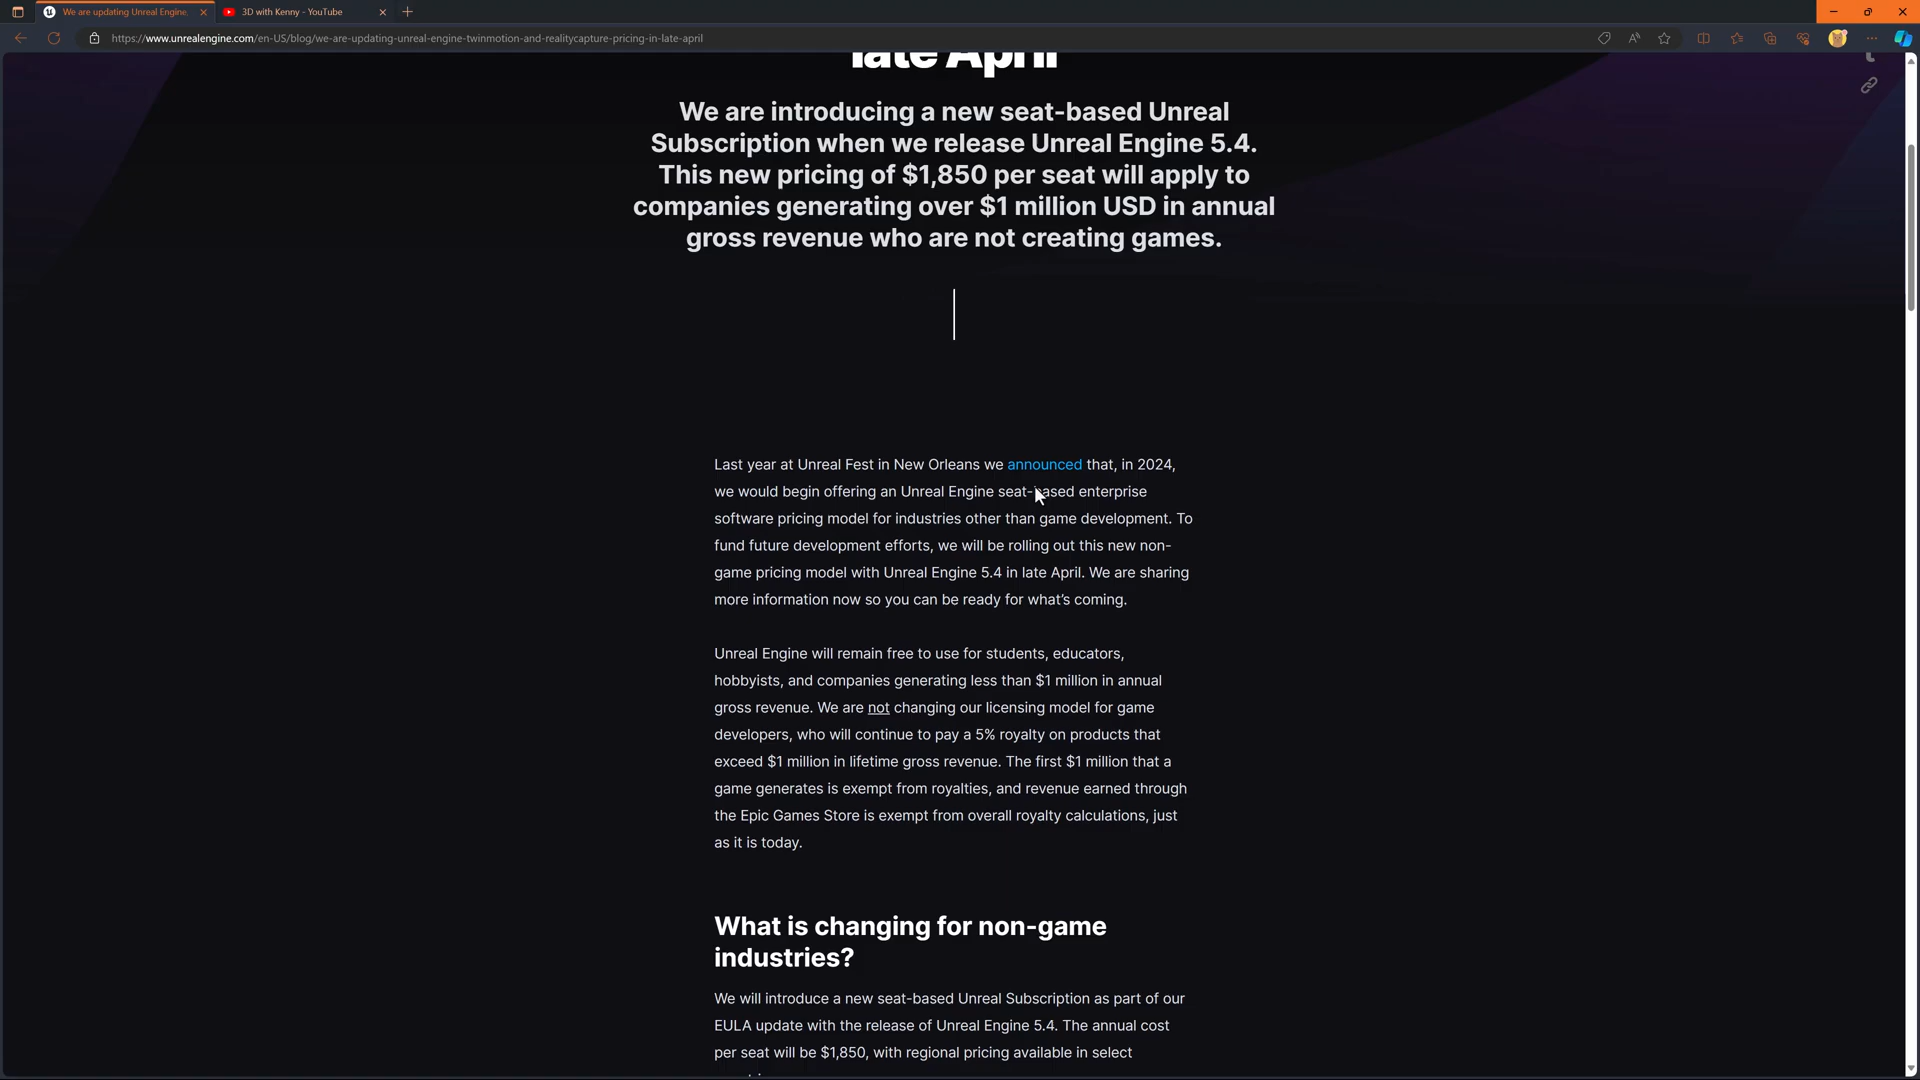 We are updating Unreal Engine,
3D with Kenny - YouTube
https://www.unrealengine.com/en-US/blog/we-are-updating-unreal-engine-twinmotion-and-realitycapture-pricing-in-late-april
late April
We are introducing a new seat-based Unreal
Subscription when we release Unreal Engine 5.4.
This new pricing of $1,850 per seat will apply to
companies generating over $1 million USD in annual
gross revenue who are not creating games.
Last year at Unreal Fest in New Orleans we announced that, in 2024,
we would begin offering an Unreal Engine seat-based enterprise
software pricing model for industries other than game development. To
fund future development efforts, we will be rolling out this new non-
game pricing model with Unreal Engine 5.4 in late April. We are sharing
more information now so you can be ready for what's coming.
Unreal Engine will remain free to use for students, educators,
hobbyists, and companies generating less than $1 million in annual
gross revenue. We are not changing our licensing model for game
developers, who will continue to pay a 5% royalty on products that
exceed $1 million in lifetime gross revenue. The first $1 million that a
game generates is exempt from royalties, and revenue earned through
the Epic Games Store is exempt from overall royalty calculations, just
as it is today.
What is changing for non-game
industries?
We will introduce a new seat-based Unreal Subscription as part of our
EULA update with the release of Unreal Engine 5.4. The annual cost
per seat will be $1,850, with regional pricing available in select